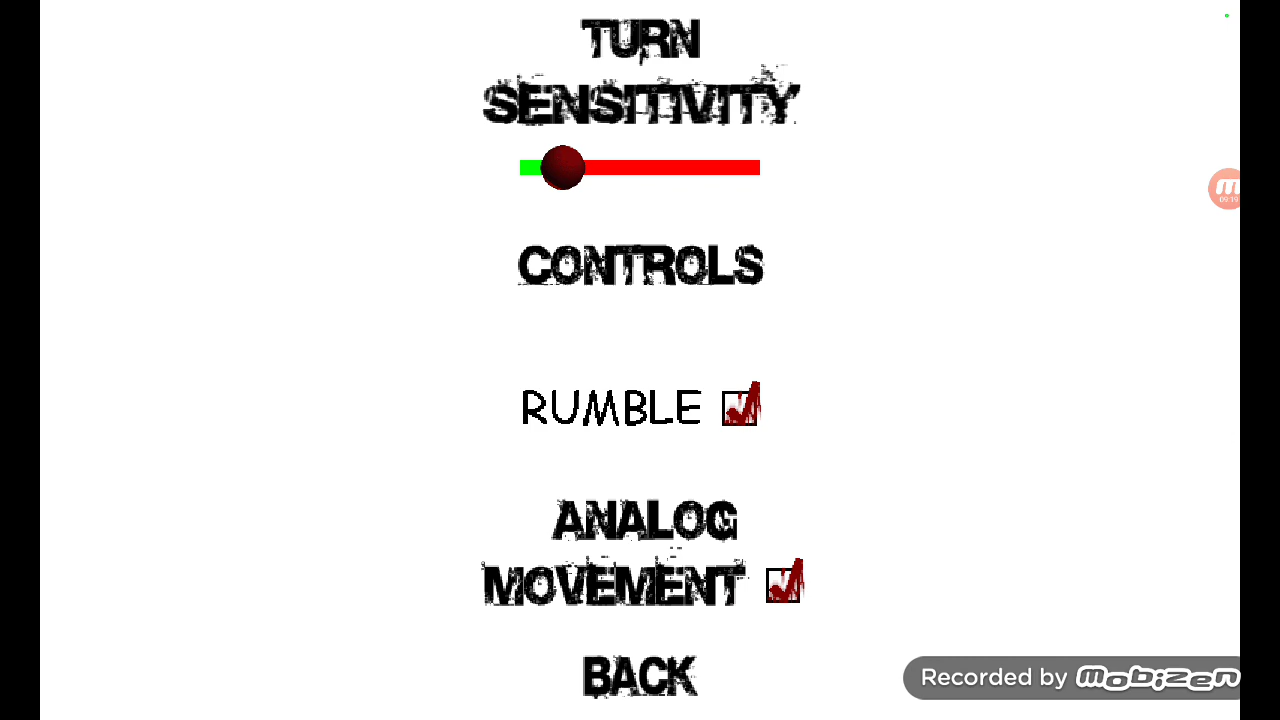 TURN
SENSITIVITY
CONTROLS
RUMBLE
ANALOG
MOVEMENT
BACK
Recorded by mobizen